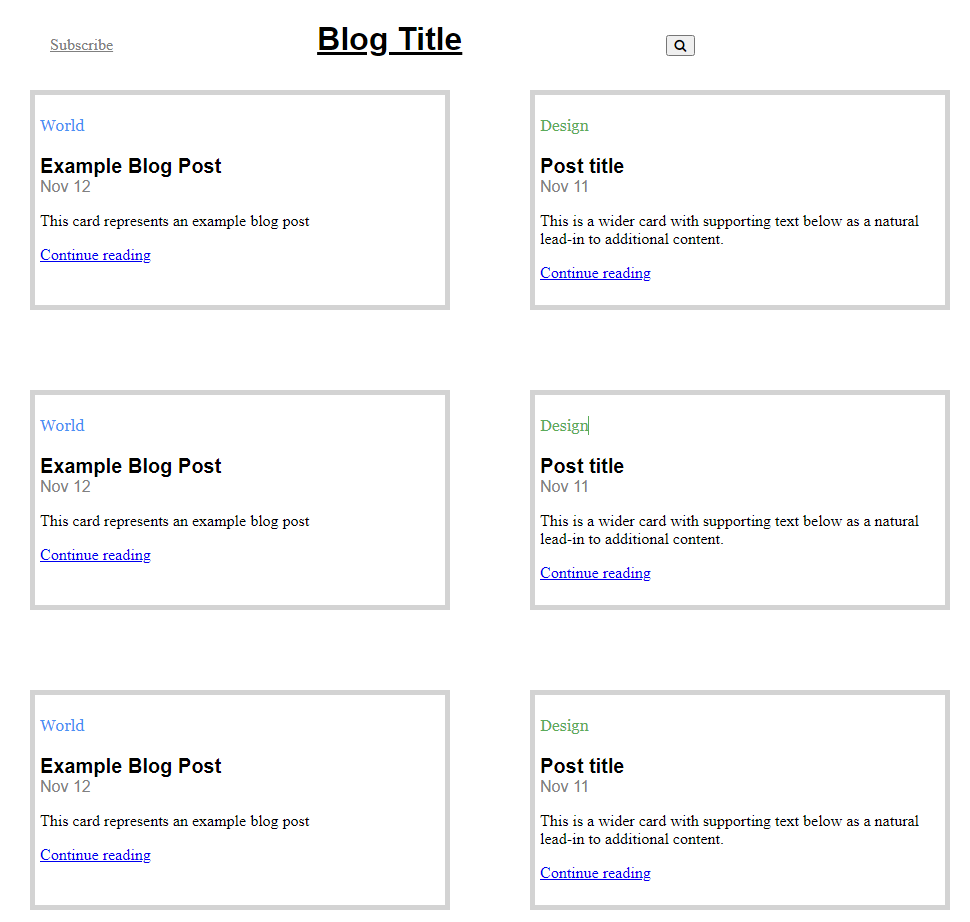 Subscribe
Blog Title
World
Example Blog Post
Nov 12
This card represents an example blog post
Continue reading
Design
Post title
Nov 11
This is a wider card with supporting text below as a natural
lead-in to additional content.
Continue reading
World
Example Blog Post
Nov 12
This card represents an example blog post
Continue reading
Design
Post title
Nov 11
This is a wider card with supporting text below as a natural
lead-in to additional content.
Continue reading
World
Example Blog Post
Nov 12
This card represents an example blog post
Continue reading
Design
Post title
Nov 11
This is a wider card with supporting text below as a natural
lead-in to additional content.
Continue reading